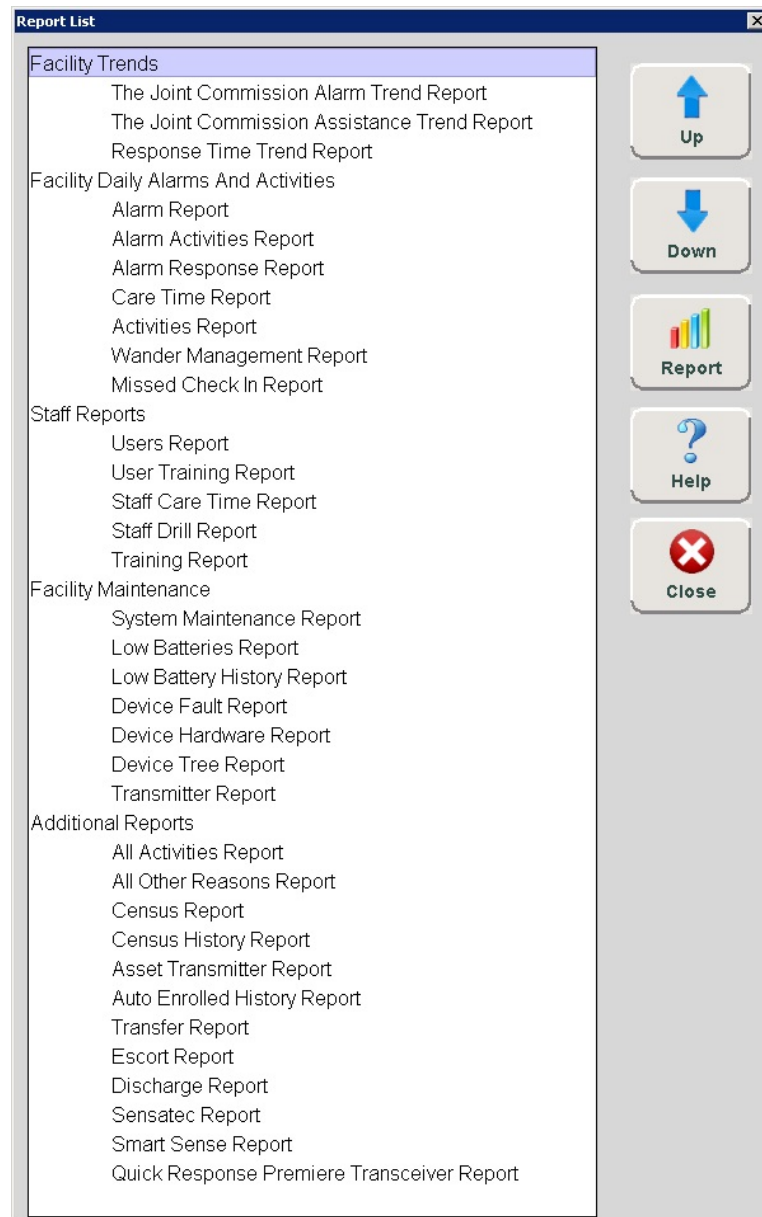 Report List
Facility Trends
The Joint Commission Alarm Trend Report
The Joint Commission Assistance Trend Report
Response Time Trend Report
Facility Daily Alarms And Activities
Alarm Report
Alarm Activities Report
Alarm Response Report
Care Time Report
Activities Report
Wander Management Report
Missed Check In Report
Staff Reports
Users Report
User Training Report
Staff Care Time Report
Staff Drill Report
Training Report
Facility Maintenance
System Maintenance Report
Low Batteries Report
Low Battery History Report
Device Fault Report
Device Hardware Report
Device Tree Report
Transmitter Report
Additional Reports
All Activities Report
All Other Reasons Report
Census Report
Census History Report
Asset Transmitter Report
Auto Enrolled History Report
Transfer Report
Escort Report
Discharge Report
Sensatec Report
Smart Sense Report
Quick Response Premiere Transceiver Report
Up
Down
Report
Help
Close